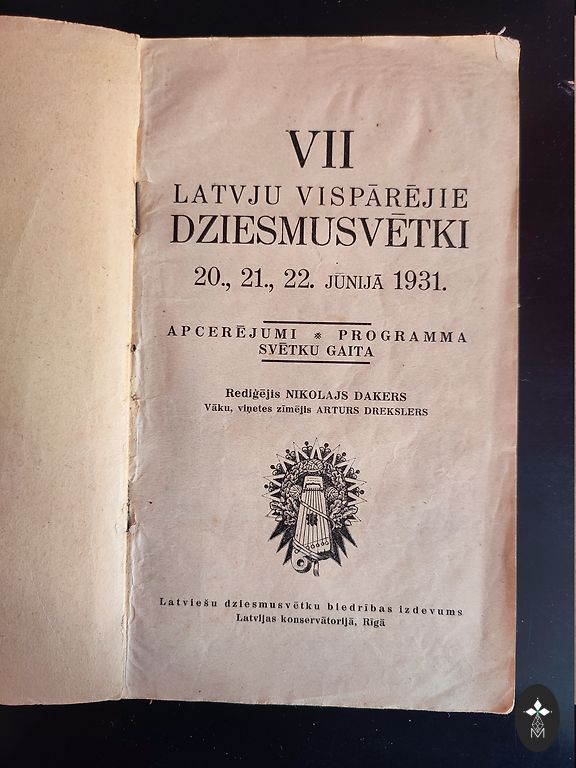 VII
LATVJU VISPĀRĒJIE
DZIESMUSVĒTKI
20., 21., 22. JŪNIJĀ 1931.
APCERĒJUMI ※ PROGRAMMA
SVĒTKU GAITA
Rediģējis NIKOLAJS DAKERS
Vāku, viņetes zīmējis ARTURS DREKSLERS
Latviešu dziesmusvētku biedrības izdevums
Latvijas konservātorijā, Rīgā
M